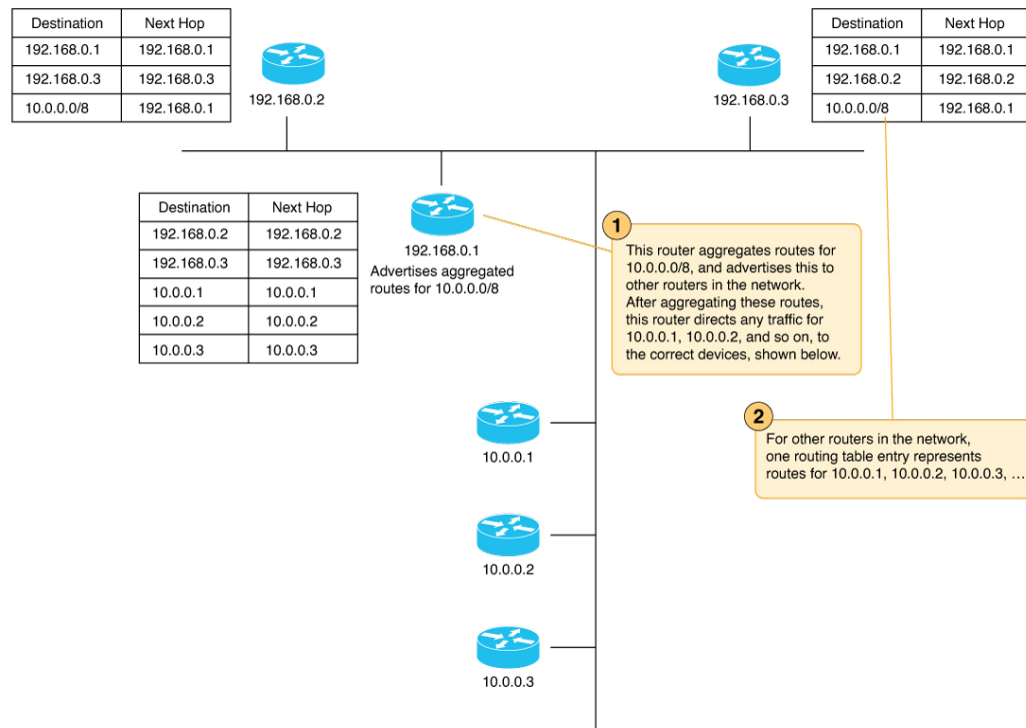 Destination Next Hop
192.168.0.1 192.168.0.1
192.168.0.3 192.168.0.3
10.0.0.0/8 192.168.0.1
192.168.0.2
192.168.0.3
Destination Next Hop
192.168.0.1 192.168.0.1
192.168.0.2 192.168.0.2
10.0.0.0/8 192.168.0.1
Destination Next Hop
192.168.0.2 192.168.0.2
192.168.0.3 192.168.0.3
10.0.0.1 10.0.0.1
10.0.0.2 10.0.0.2
10.0.0.3 10.0.0.3
192.168.0.1
Advertises aggregated
routes for 10.0.0.0/8
1
This router aggregates routes for
10.0.0.0/8, and advertises this to
other routers in the network.
After aggregating these routes,
this router directs any traffic for
10.0.0.1, 10.0.0.2, and so on, to
the correct devices, shown below.
2
For other routers in the network,
one routing table entry represents
routes for 10.0.0.1, 10.0.0.2, 10.0.0.3, ...
10.0.0.1
10.0.0.2
10.0.0.3